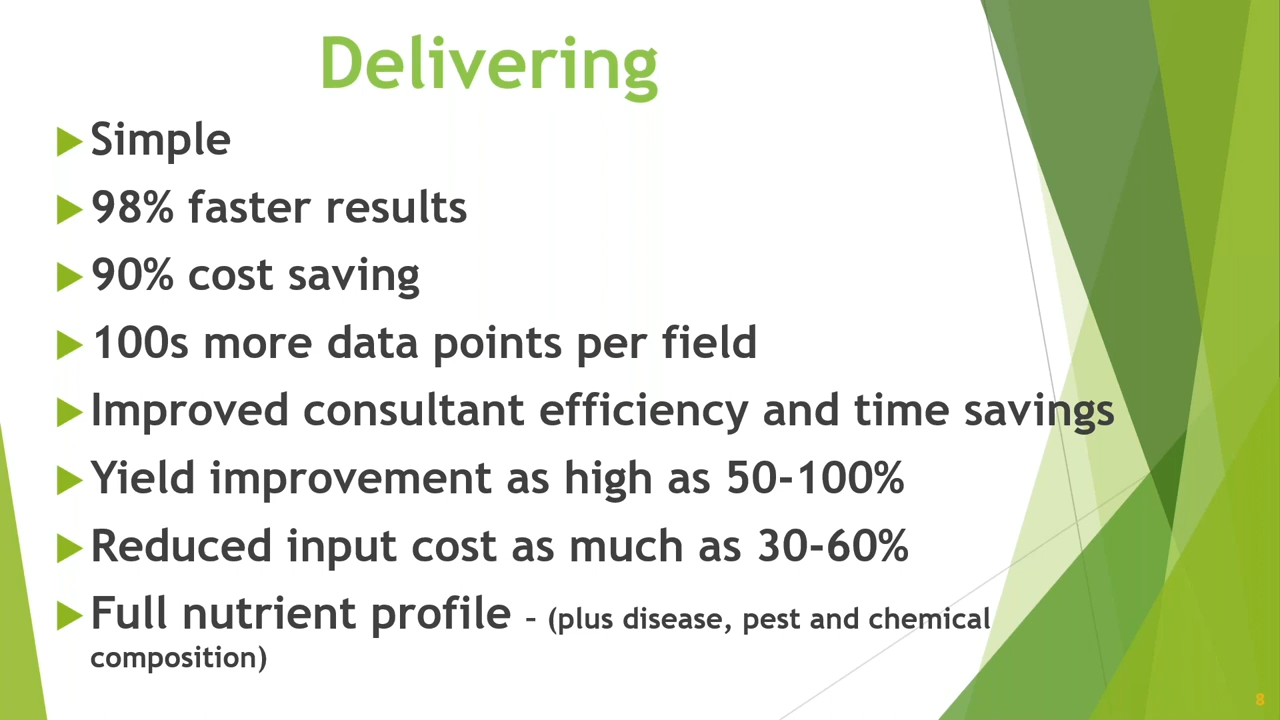 Delivering
Simple
98% faster results
90% cost saving
100s more data points per field
Improved consultant efficiency and time savings
Yield improvement as high as 50-100%
Reduced input cost as much as 30-60%
Full nutrient profile – (plus disease, pest and chemical
composition)
8